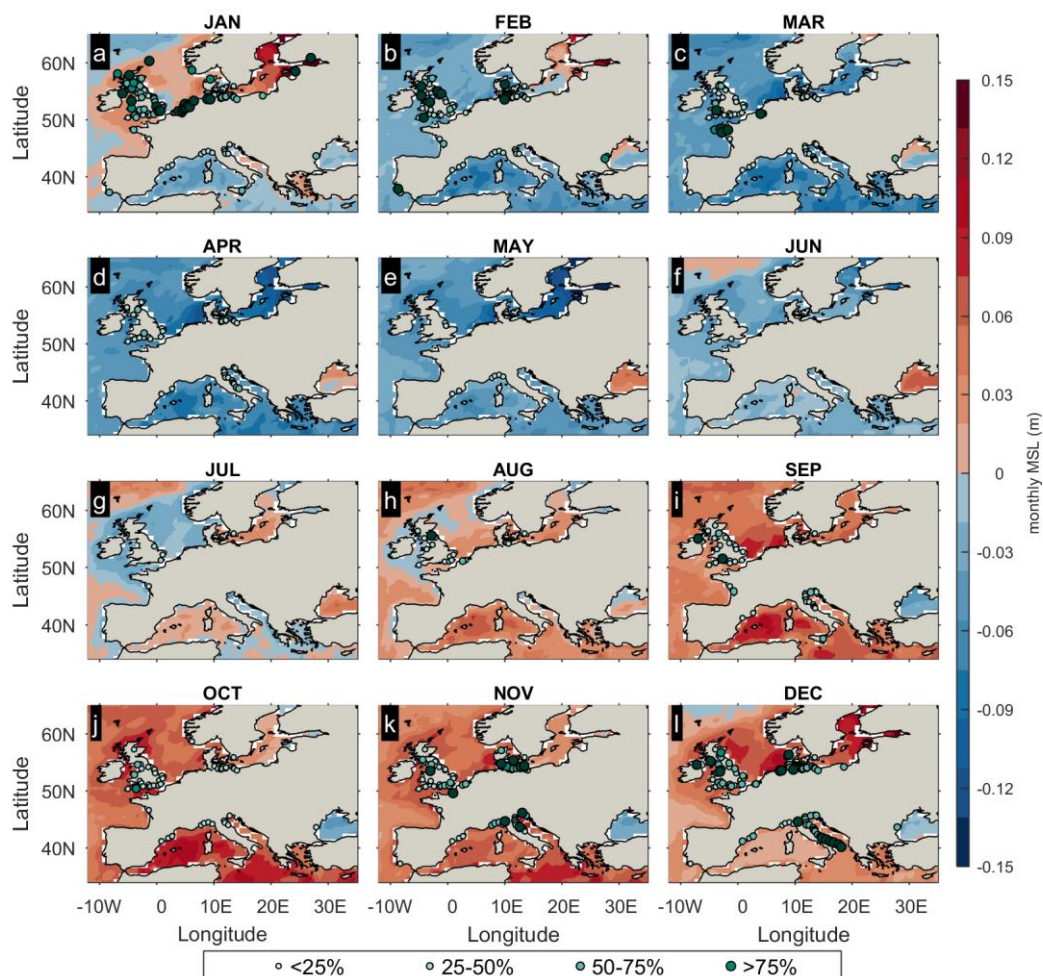 JAN FEB MAR
a b c
60N
50N
40N
Latitude
APR MAY JUN
d e f
60N
50N
40N
Latitude
JUL AUG SEP
g h i
60N
50N
40N
Latitude
OCT NOV DEC
j k l
60N
50N
40N
Latitude
-10W 0 10E 20E 30E -10W 0 10E 20E 30E -10W 0 10E 20E 30E
Longitude Longitude Longitude
0.15
0.12
0.09
0.06
0.03
0
-0.03
-0.06
-0.09
-0.12
-0.15
monthly MSL (m)
<25% 25-50% 50-75% >75%